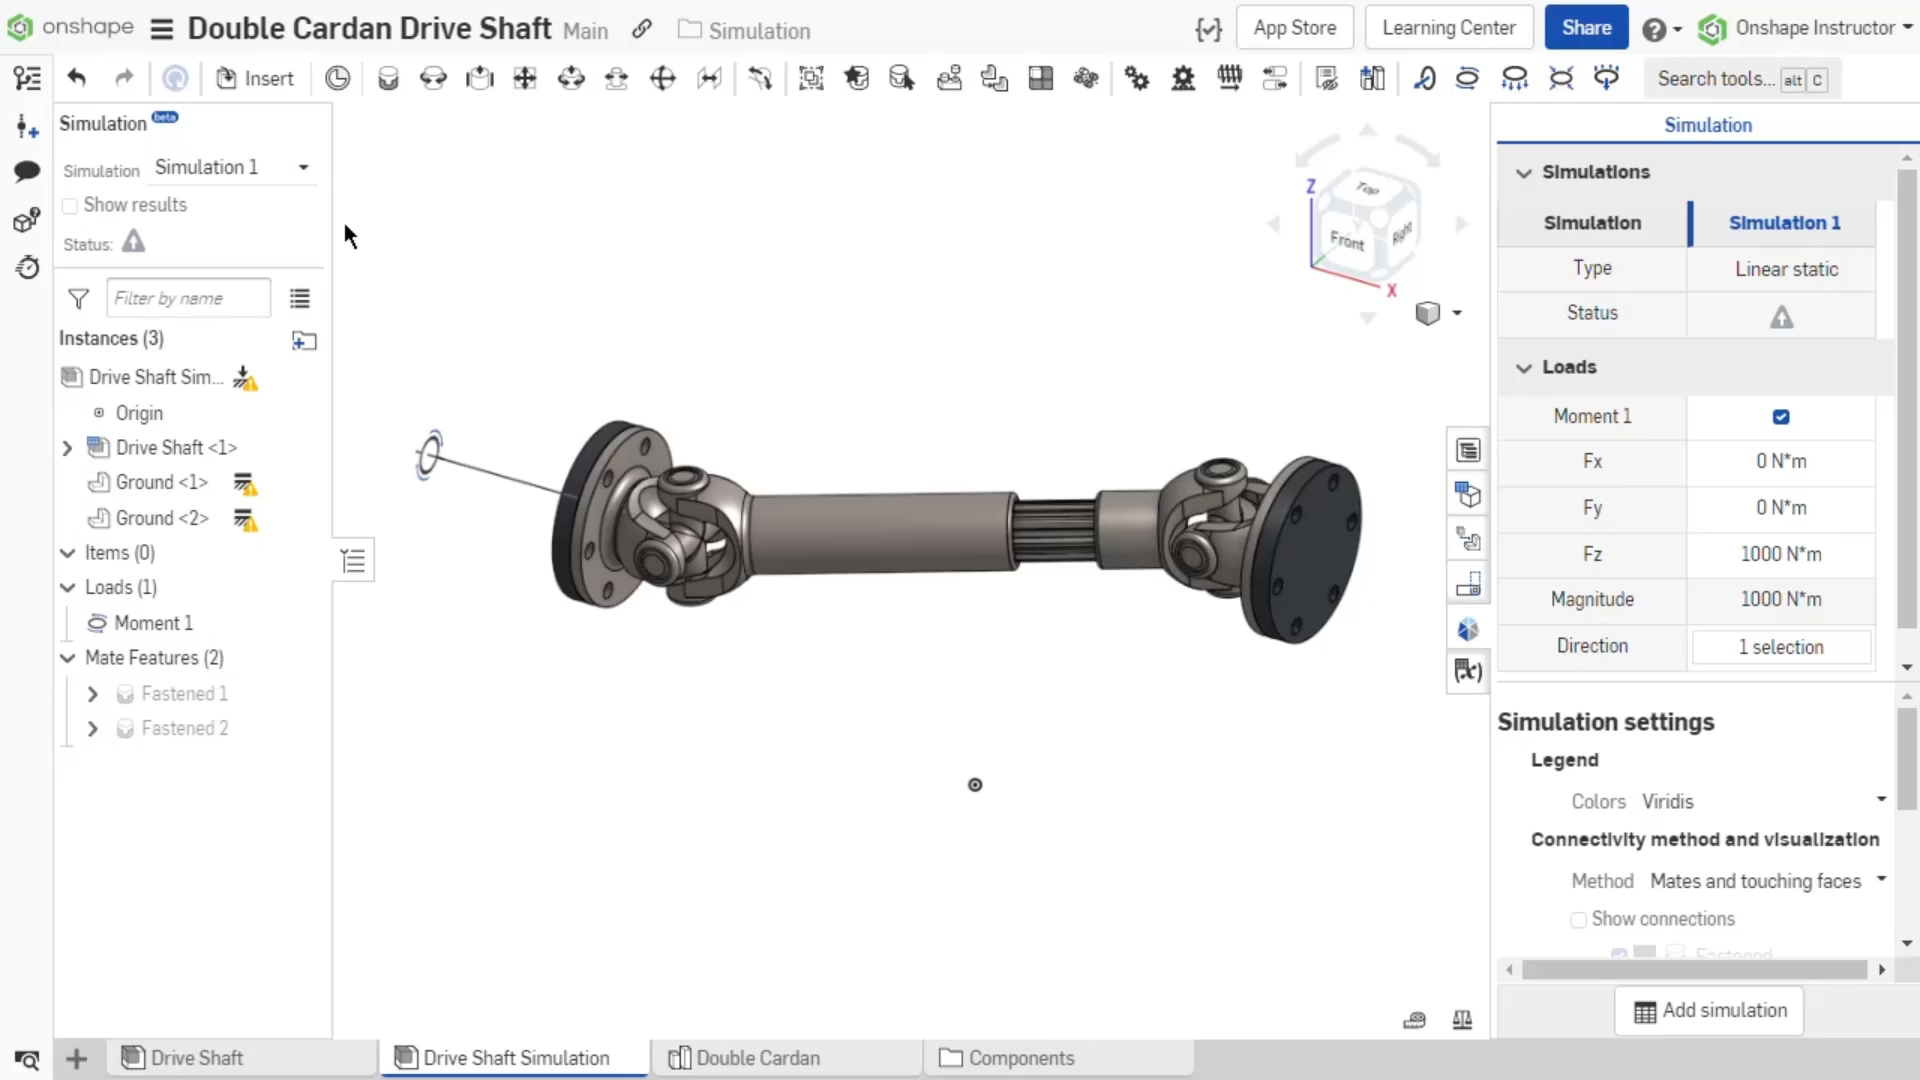 onshape
Double Cardan Drive Shaft
Main
Simulation
App Store
Learning Center
Share
Onshape Instructor
Insert
Search tools... alt C
Simulation beta
Simulation Simulation 1
Show results
Status:
Filter by name
Instances (3)
Drive Shaft Sim...
Origin
Drive Shaft <1>
Ground <1>
Ground <2>
Items (0)
Loads (1)
Moment 1
Mate Features (2)
Fastened 1
Fastened 2
Z
Top
Front
Right
X
Simulation
Simulations
Simulation Simulation 1
Type Linear static
Status
Loads
Moment 1
Fx 0 N*m
Fy 0 N*m
Fz 1000 N*m
Magnitude 1000 N*m
Direction 1 selection
Simulation settings
Legend
Colors Viridis
Connectivity method and visualization
Method Mates and touching faces
Show connections
Fastened
Add simulation
Drive Shaft
Drive Shaft Simulation
Double Cardan
Components